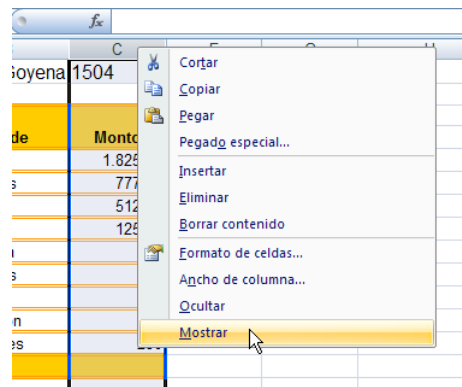 fx
C
Goyena 1504
de Monto
1.825
s 777
512
125
n
s
n
es
Cortar
Copiar
Pegar
Pegado especial...
Insertar
Eliminar
Borrar contenido
Formato de celdas...
Ancho de columna...
Ocultar
Mostrar